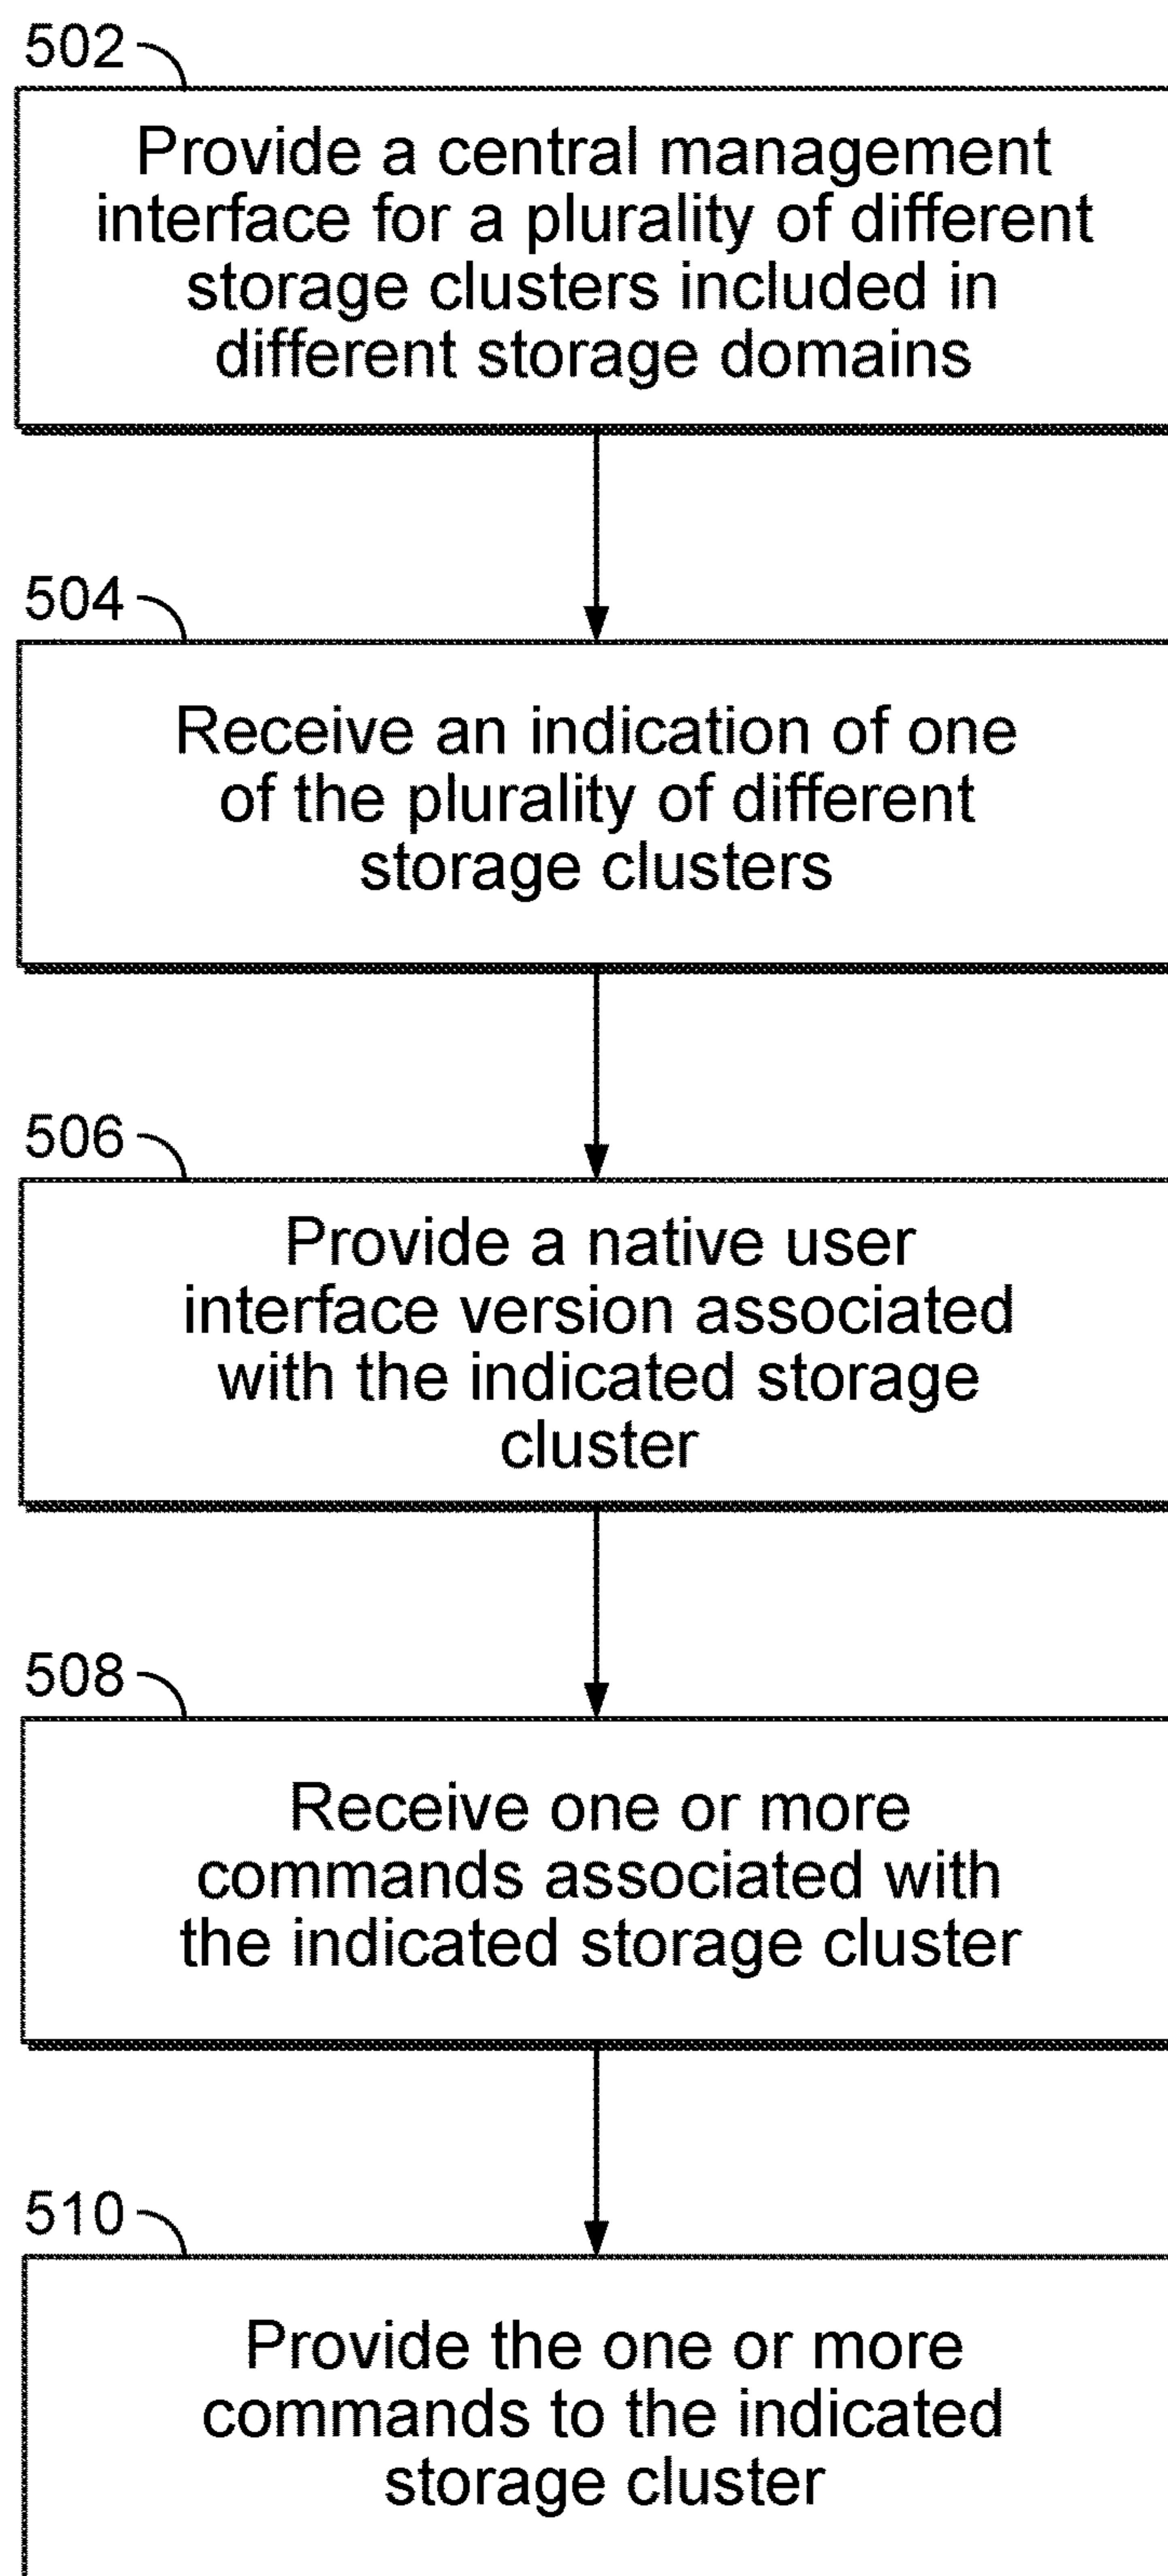 502
Provide a central management
interface for a plurality of different
storage clusters included in
different storage domains
504
Receive an indication of one
of the plurality of different
storage clusters
506
Provide a native user
interface version associated
with the indicated storage
cluster
508
Receive one or more
commands associated with
the indicated storage cluster
510
Provide the one or more
commands to the indicated
storage cluster